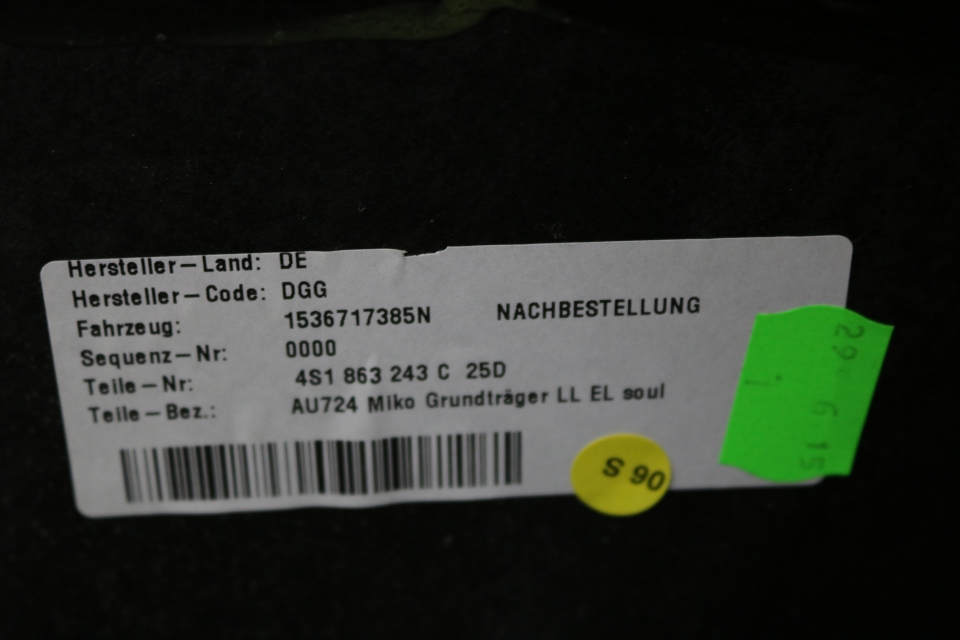 Hersteller-Land: DE
Hersteller-Code: DGG
Fahrzeug: 1536717385N NACHBESTELLUNG
Sequenz-Nr: 0000
Teile-Nr: 4S1 863 243 C 25D
Teile-Bez.: AU724 Miko Grundträger LL EL soul
S 90
29. 6 15